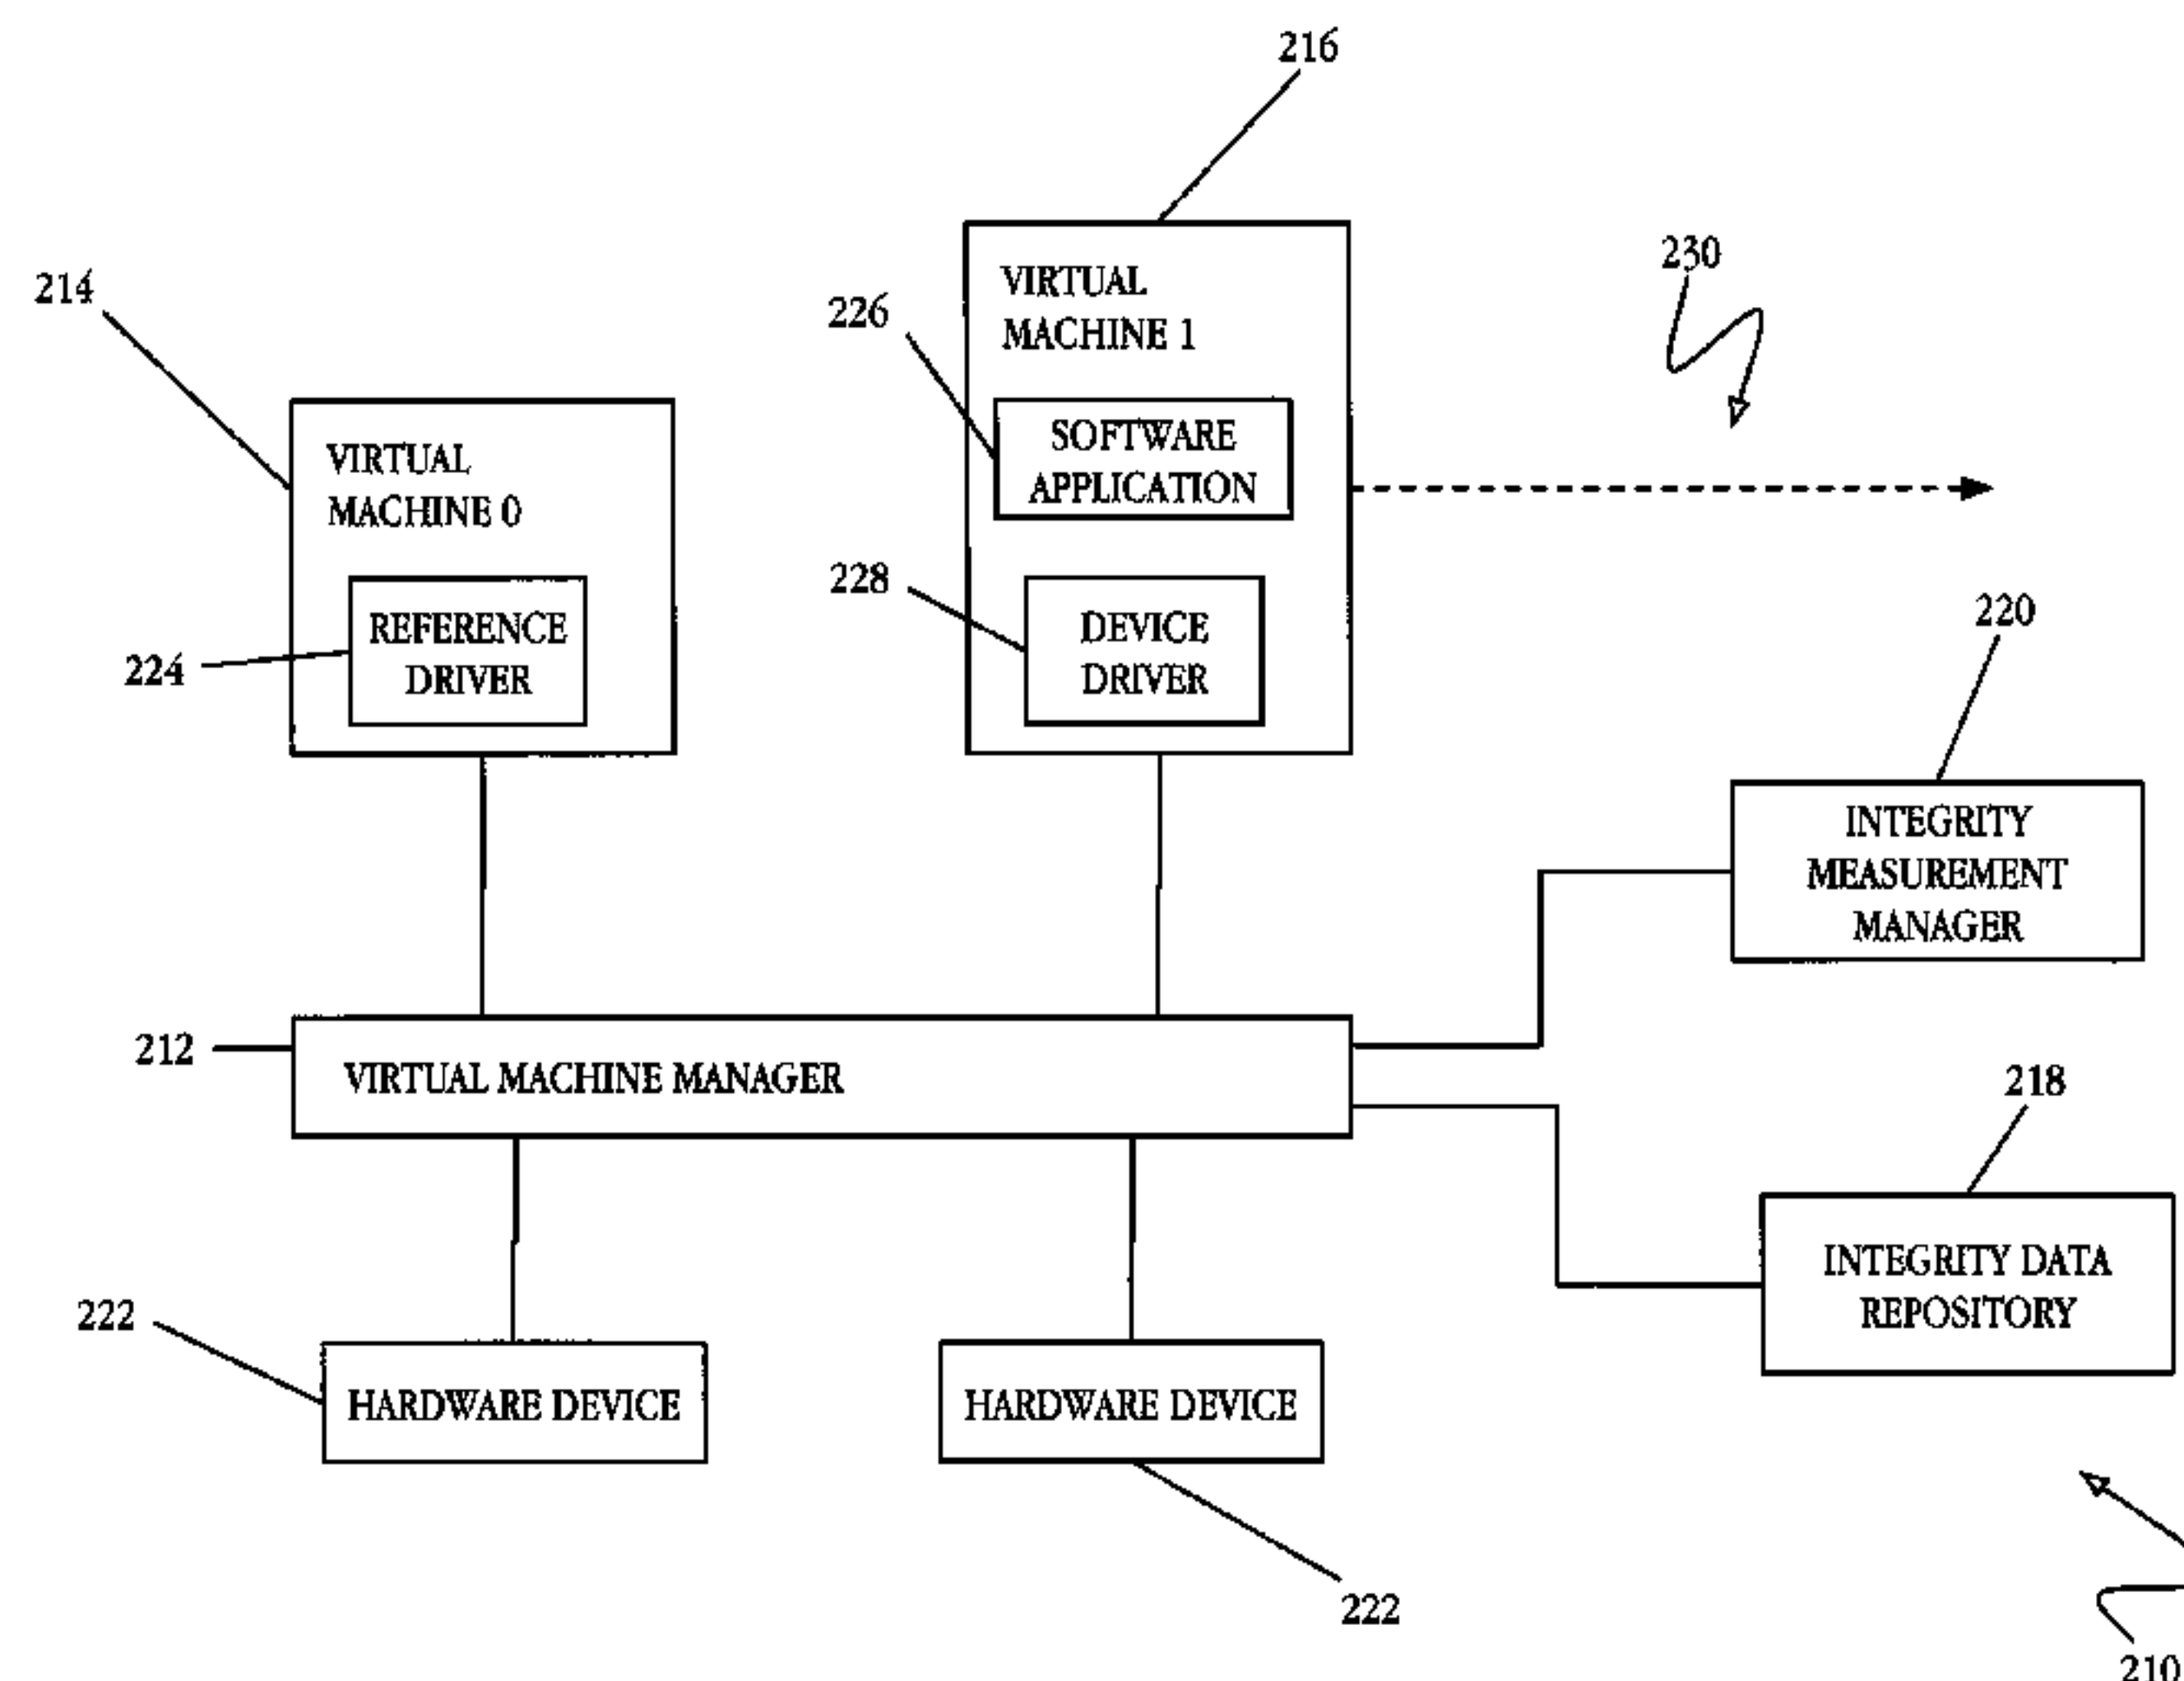 216
230
214
VIRTUAL
MACHINE 1
226
SOFTWARE
APPLICATION
VIRTUAL
MACHINE 0
228
DEVICE
DRIVER
REFERENCE
DRIVER
224
220
INTEGRITY
MEASUREMENT
MANAGER
212
VIRTUAL MACHINE MANAGER
218
INTEGRITY DATA
REPOSITORY
222
HARDWARE DEVICE
HARDWARE DEVICE
222
210